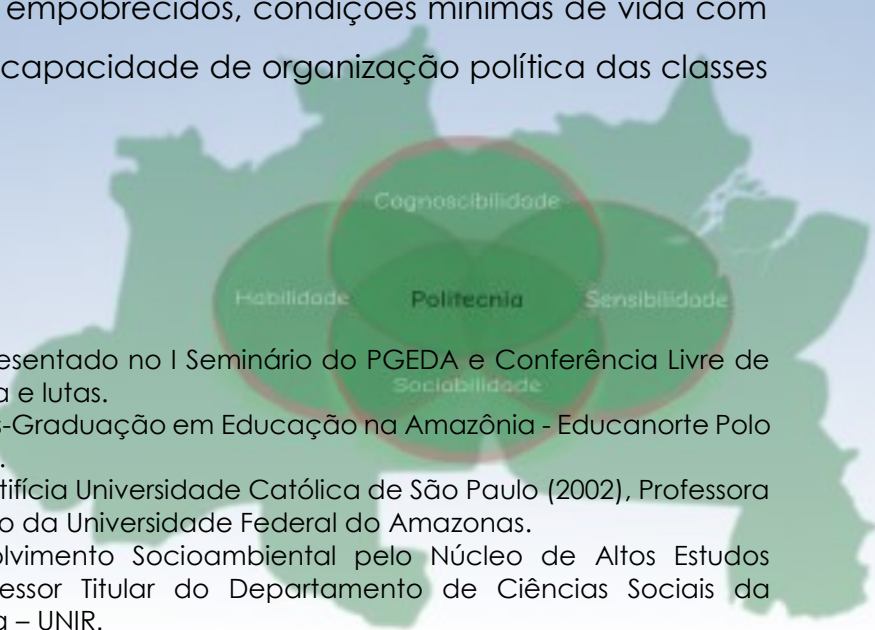 empobrecidos, condições mínimas de vida com
capacidade de organização política das classes
Cognoscibilidade
Habilidade Politecnia Sensibilidade
esentado no I Seminário do PGEDA e Conferência Livre de
a e lutas.
Sociabilidade
s-Graduação em Educação na Amazônia - Educanorte Polo
.
tifícia Universidade Católica de São Paulo (2002), Professora
o da Universidade Federal do Amazonas.
olvimento Socioambiental pelo Núcleo de Altos Estudos
essor Titular do Departamento de Ciências Sociais da
a – UNIR.